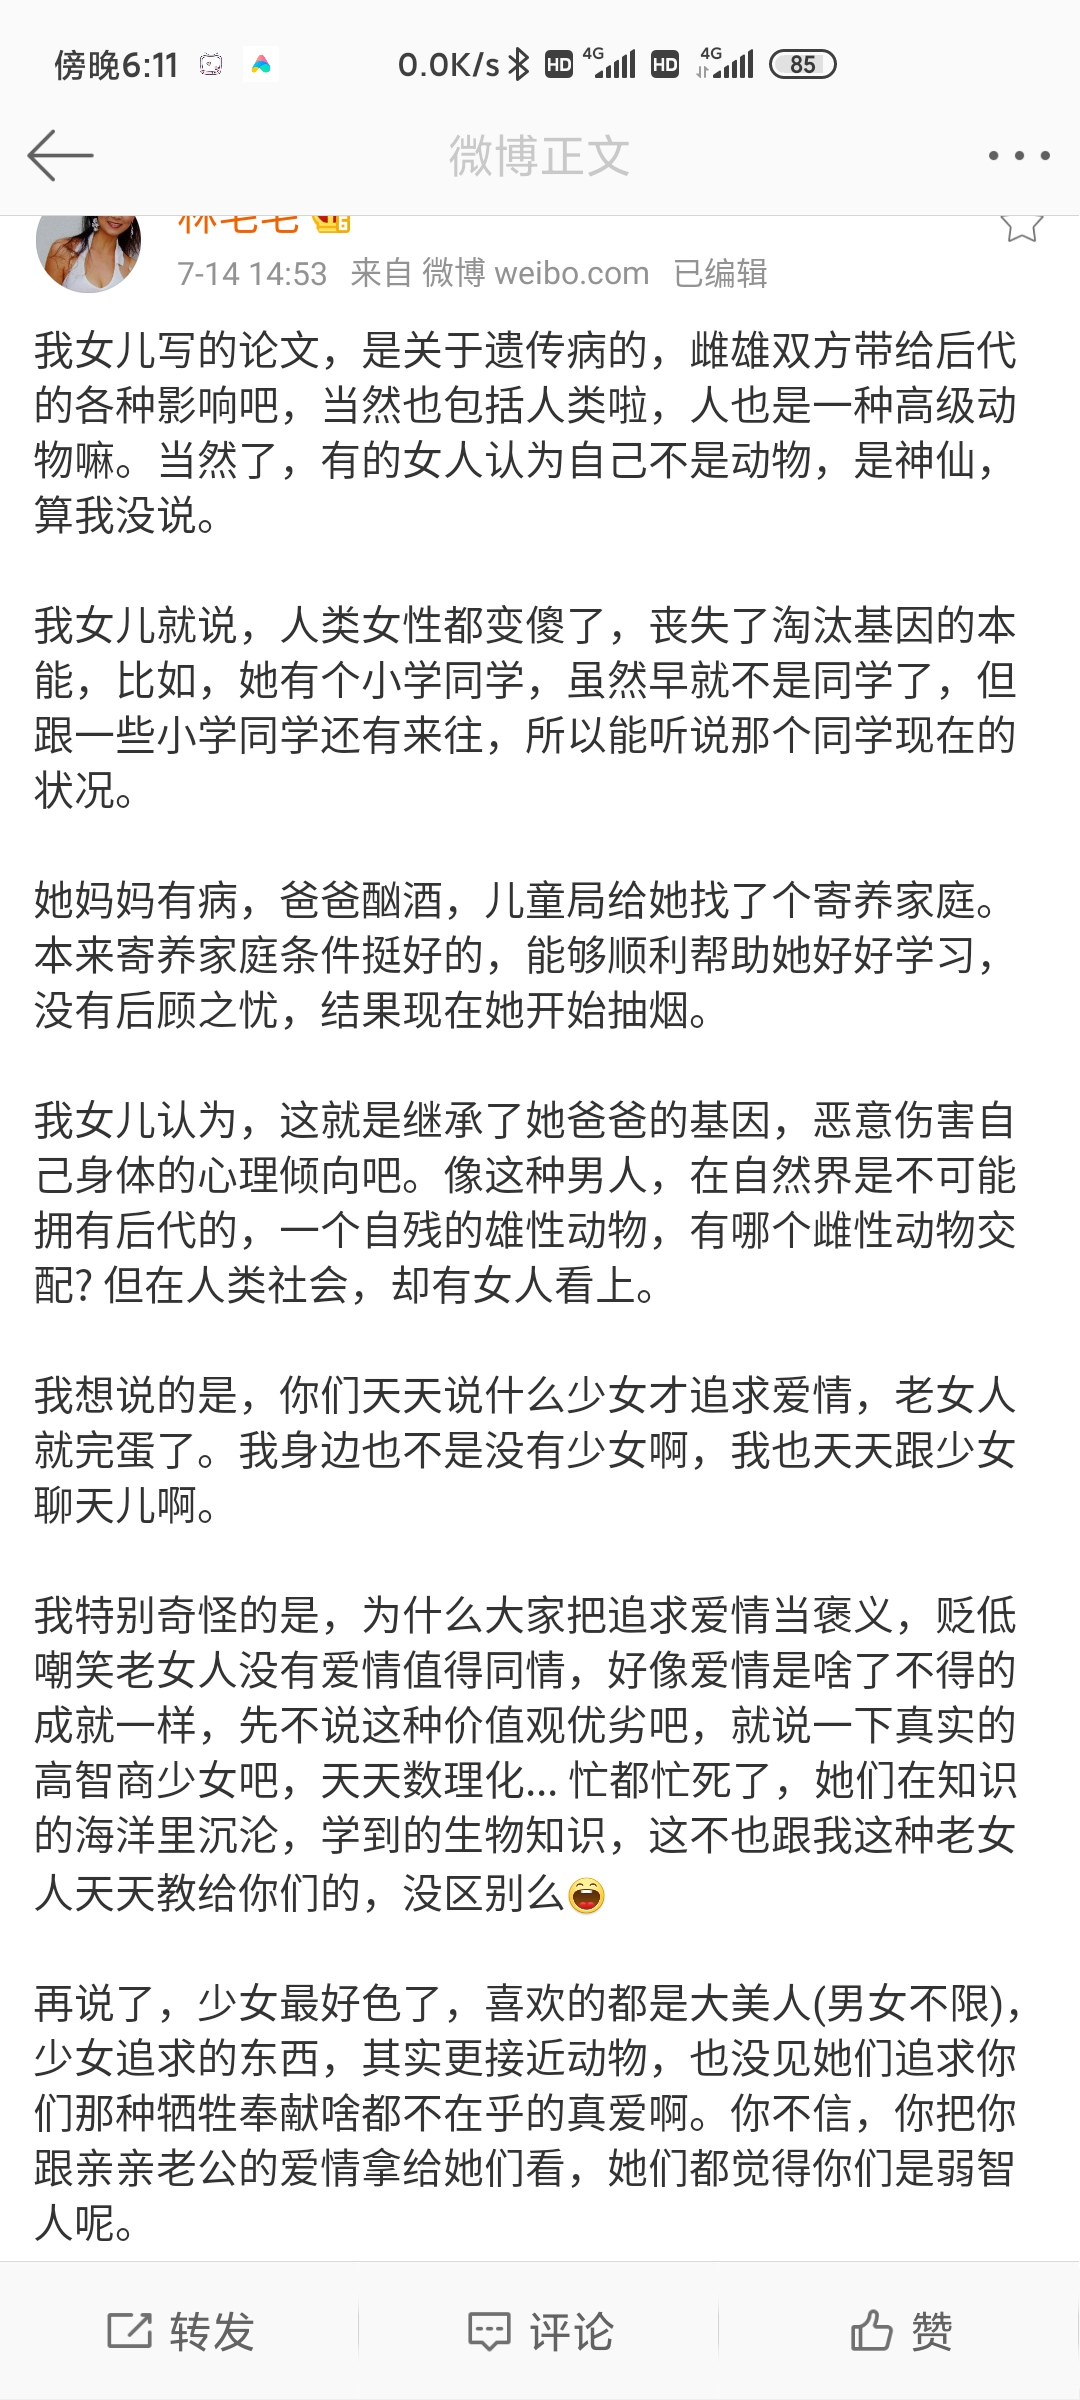 傍晚6:11
0.0K/s HD 4G HD 4G 85
微博正文
7-14 14:53 来自 微博 weibo.com 已编辑
我女儿写的论文，是关于遗传病的，雌雄双方带给后代
的各种影响吧，当然也包括人类啦，人也是一种高级动
物嘛。当然了，有的女人认为自己不是动物，是神仙，
算我没说。
我女儿就说，人类女性都变傻了，丧失了淘汰基因的本
能，比如，她有个小学同学，虽然早就不是同学了，但
跟一些小学同学还有来往，所以能听说那个同学现在的
状况。
她妈妈有病，爸爸酗酒，儿童局给她找了个寄养家庭。
本来寄养家庭条件挺好的，能够顺利帮助她好好学习，
没有后顾之忧，结果现在她开始抽烟。
我女儿认为，这就是继承了她爸爸的基因，恶意伤害自
己身体的心理倾向吧。像这种男人，在自然界是不可能
拥有后代的，一个自残的雄性动物，有哪个雌性动物交
配? 但在人类社会，却有女人看上。
我想说的是，你们天天说什么少女才追求爱情，老女人
就完蛋了。我身边也不是没有少女啊，我也天天跟少女
聊天儿啊。
我特别奇怪的是，为什么大家把追求爱情当褒义，贬低
嘲笑老女人没有爱情值得同情，好像爱情是啥了不得的
成就一样，先不说这种价值观优劣吧，就说一下真实的
高智商少女吧，天天数理化... 忙都忙死了，她们在知识
的海洋里沉沦，学到的生物知识，这不也跟我这种老女
人天天教给你们的，没区别么
再说了，少女最好色了，喜欢的都是大美人(男女不限)，
少女追求的东西，其实更接近动物，也没见她们追求你
们那种牺牲奉献啥都不在乎的真爱啊。你不信，你把你
跟亲亲老公的爱情拿给她们看，她们都觉得你们是弱智
人呢。
转发
评论
赞